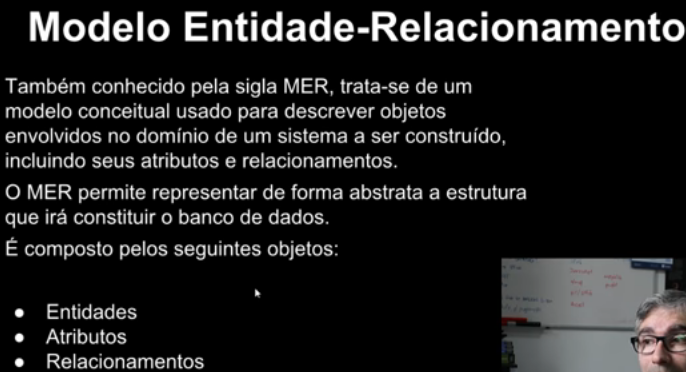 Modelo Entidade-Relacionamento
Também conhecido pela sigla MER, trata-se de um
modelo conceitual usado para descrever objetos
envolvidos no domínio de um sistema a ser construído,
incluindo seus atributos e relacionamentos.
O MER permite representar de forma abstrata a estrutura
que irá constituir o banco de dados.
É composto pelos seguintes objetos:
● Entidades
● Atributos
● Relacionamentos